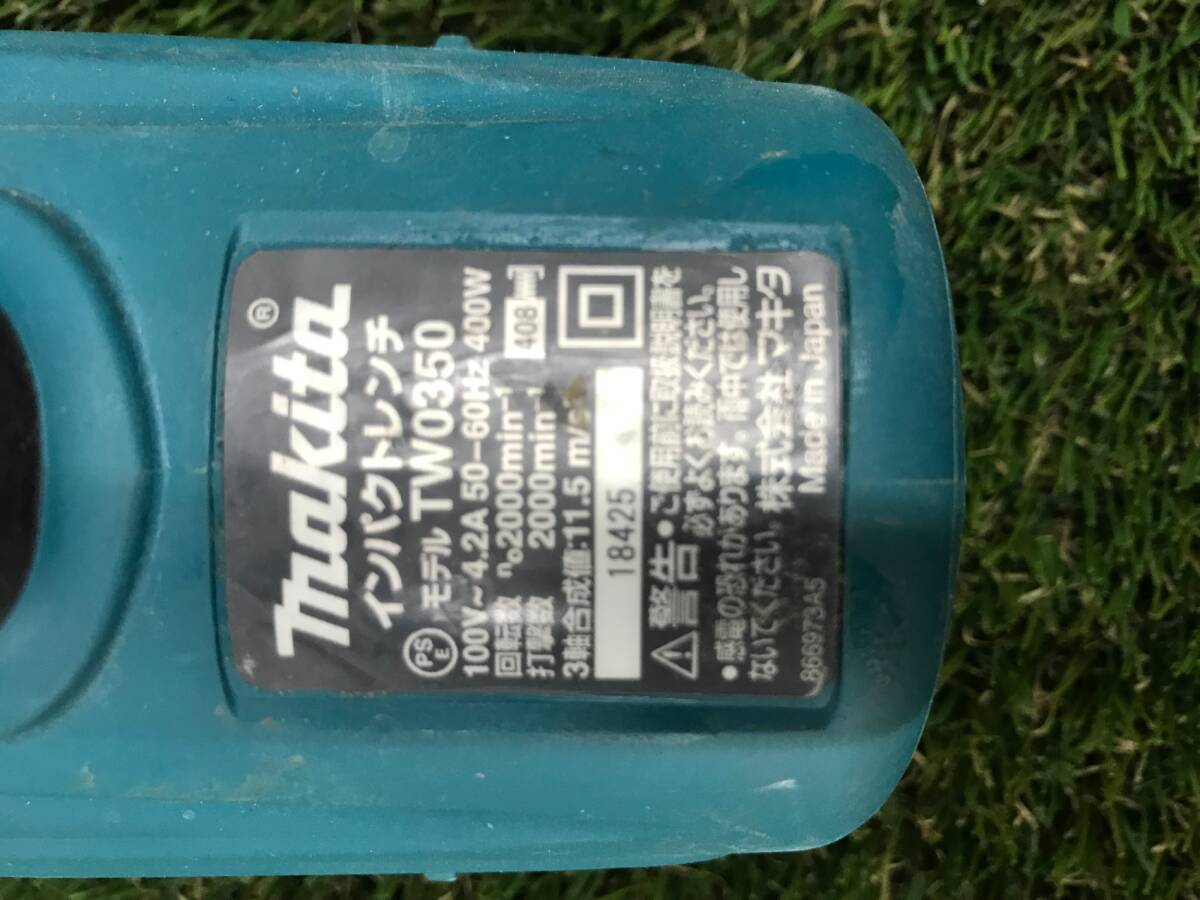 makita®
インパクトレンチ
PSE モデル TW0350
100V～4.2A 50-60Hz 400W
回転数 n₀2000min⁻¹
打撃数 2000min⁻¹ 408
3軸合成値:11.5 m/
18425
⚠警告 •ご使用前に取扱説明書を
必ずよくお読みください。
•感電の恐れがあります。雨中では使用し
ないでください。株式会社マキタ
866973A5 Made in Japan